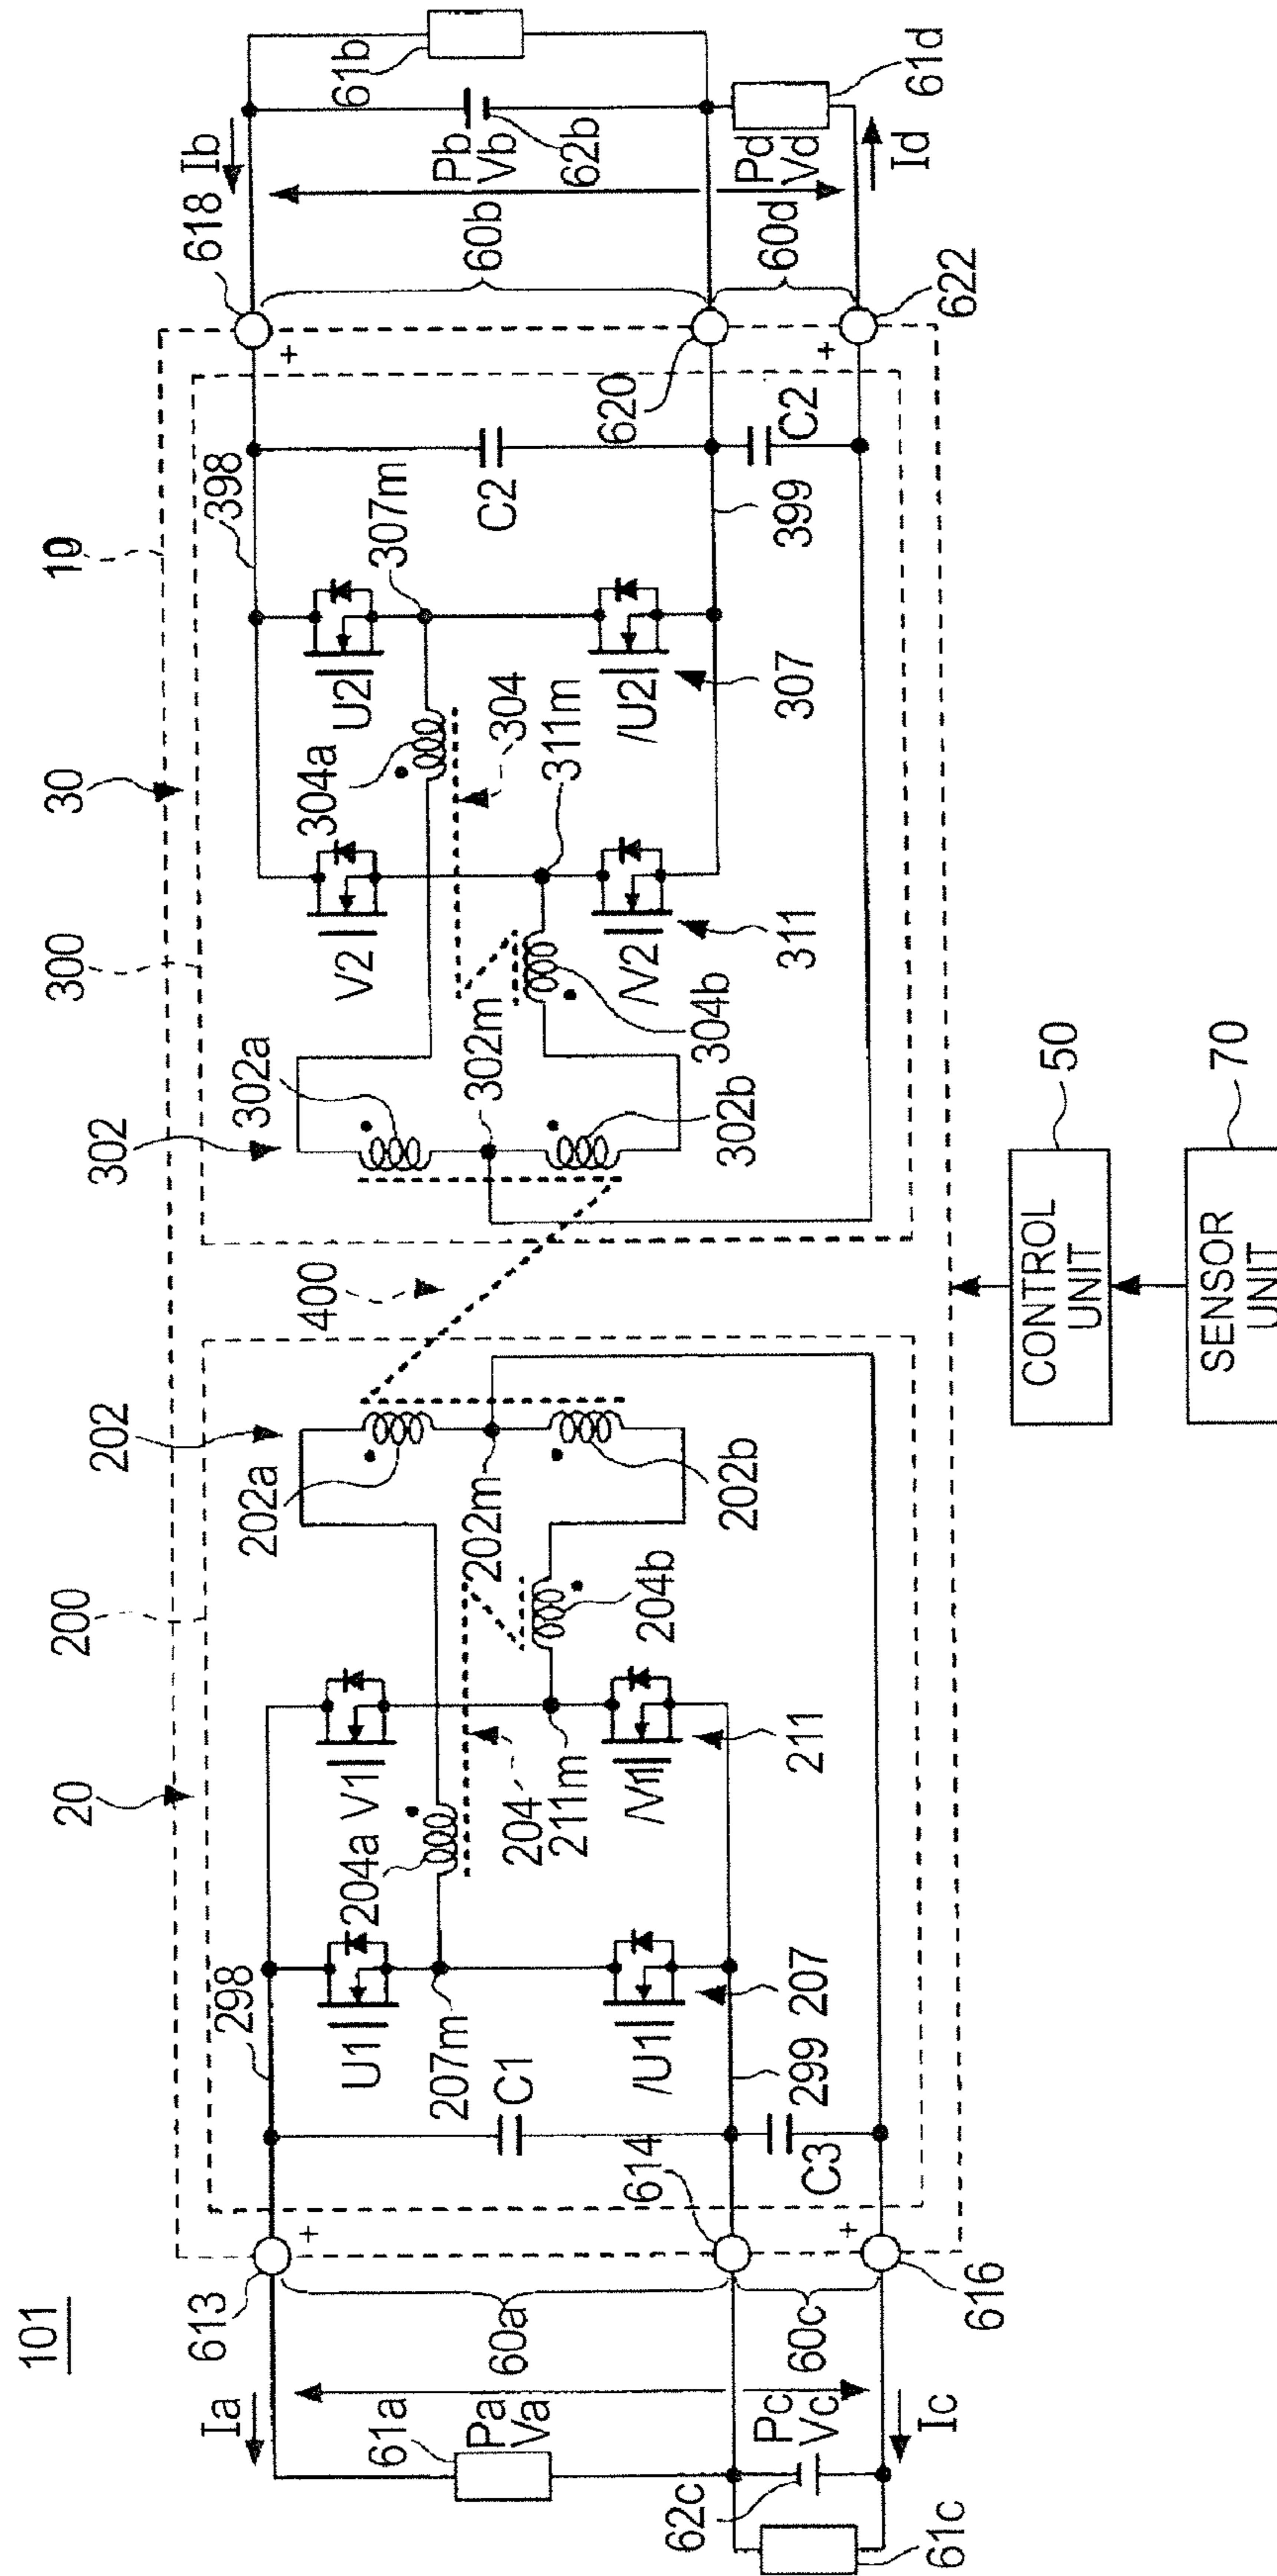 101
10
20
200
30
300
Ia
613
298
U1
204a
V1
202
202a
400
302
302a
V2
304a
U2
398
618
Ib
61a
Pa
Va
60a
C1
207m
204
211m
202m
302m
304
311m
307m
C2
60b
Pb
Vb
62b
61b
614
/U1
/V1
204b
202b
302b
304b
/V2
/U2
620
62c
Pc
Vc
60c
C3
299
207
211
311
307
399
C2
60d
Pd
Vd
61c
Ic
616
622
Id
61d
CONTROL
UNIT
50
SENSOR
UNIT
70
+
+
+
+